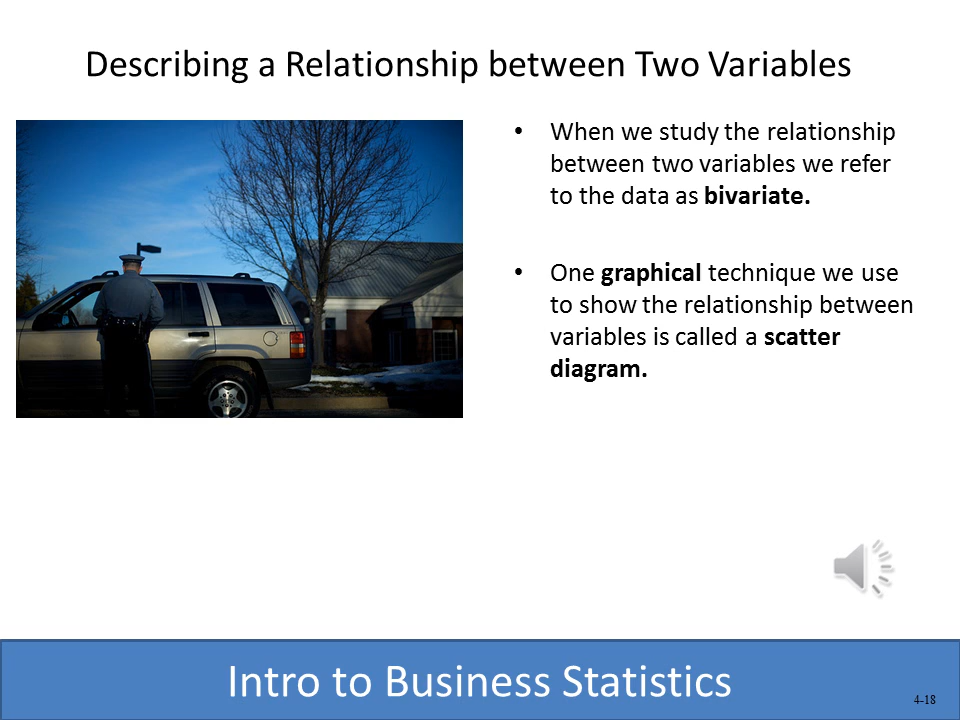 Describing a Relationship between Two Variables
• When we study the relationship
between two variables we refer
to the data as bivariate.
• One graphical technique we use
to show the relationship between
variables is called a scatter
diagram.
Intro to Business Statistics
4-18